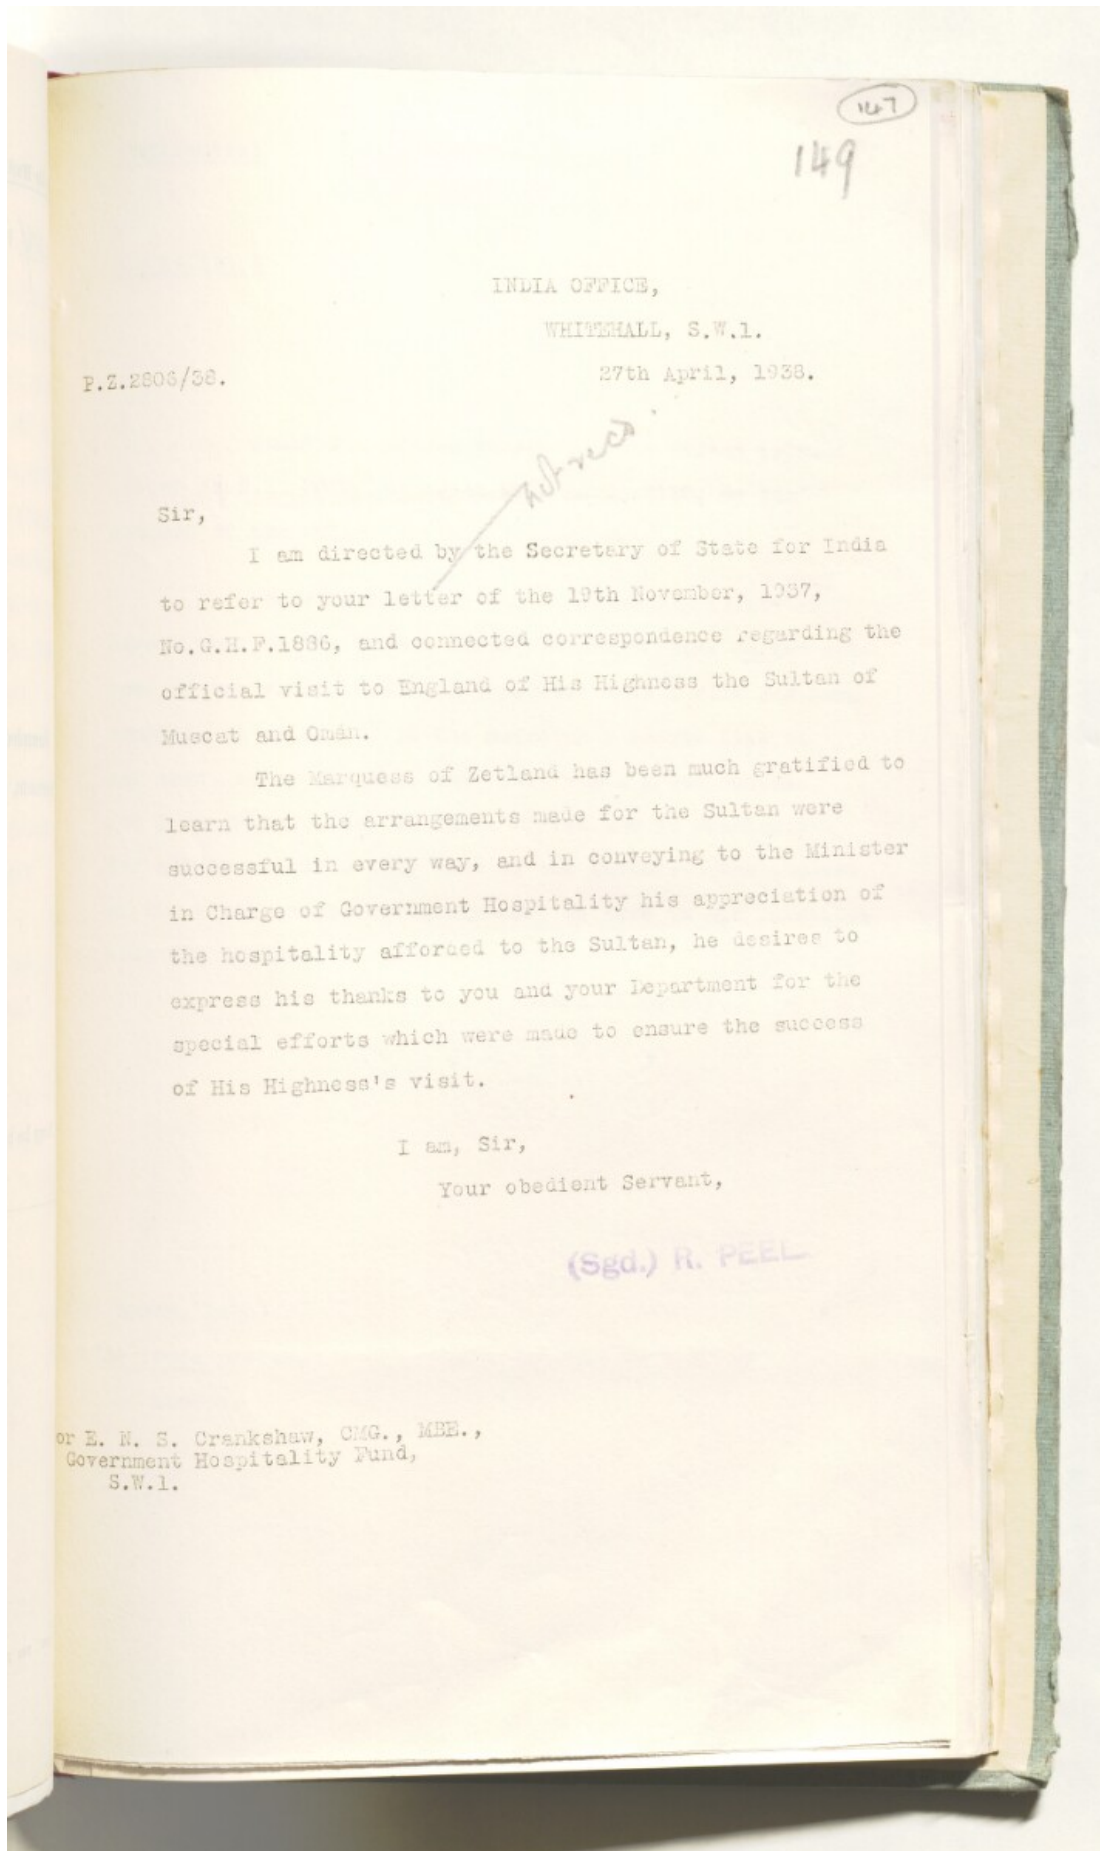 147
149
INDIA OFFICE,
WHITEHALL, S.W.1.
P.Z.2806/38.
27th April, 1938.
not recd.
Sir,
I am directed by the Secretary of State for India
to refer to your letter of the 19th November, 1937,
No.G.H.F.1886, and connected correspondence regarding the
official visit to England of His Highness the Sultan of
Muscat and Oman.
The Marquess of Zetland has been much gratified to
learn that the arrangements made for the Sultan were
successful in every way, and in conveying to the Minister
in Charge of Government Hospitality his appreciation of
the hospitality afforded to the Sultan, he desires to
express his thanks to you and your Department for the
special efforts which were made to ensure the success
of His Highness's visit.
I am, Sir,
Your obedient Servant,
(Sgd.) R. PEEL
or E. N. S. Crankshaw, CMG., MBE.,
Government Hospitality Fund,
S.W.1.